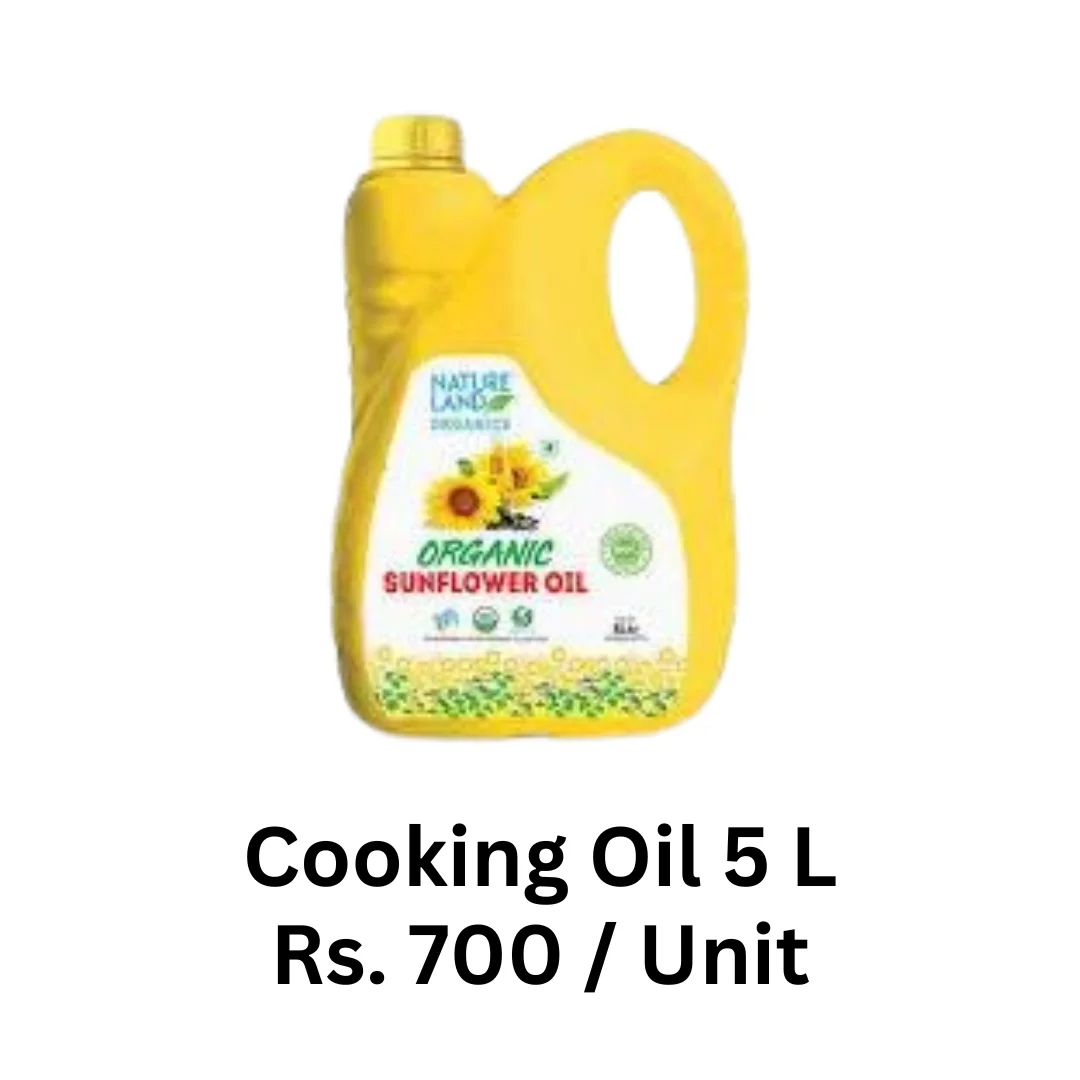 NATURE
LAND
ORGANICS
ORGANIC
SUNFLOWER OIL
Cooking Oil 5 L
Rs. 700 / Unit